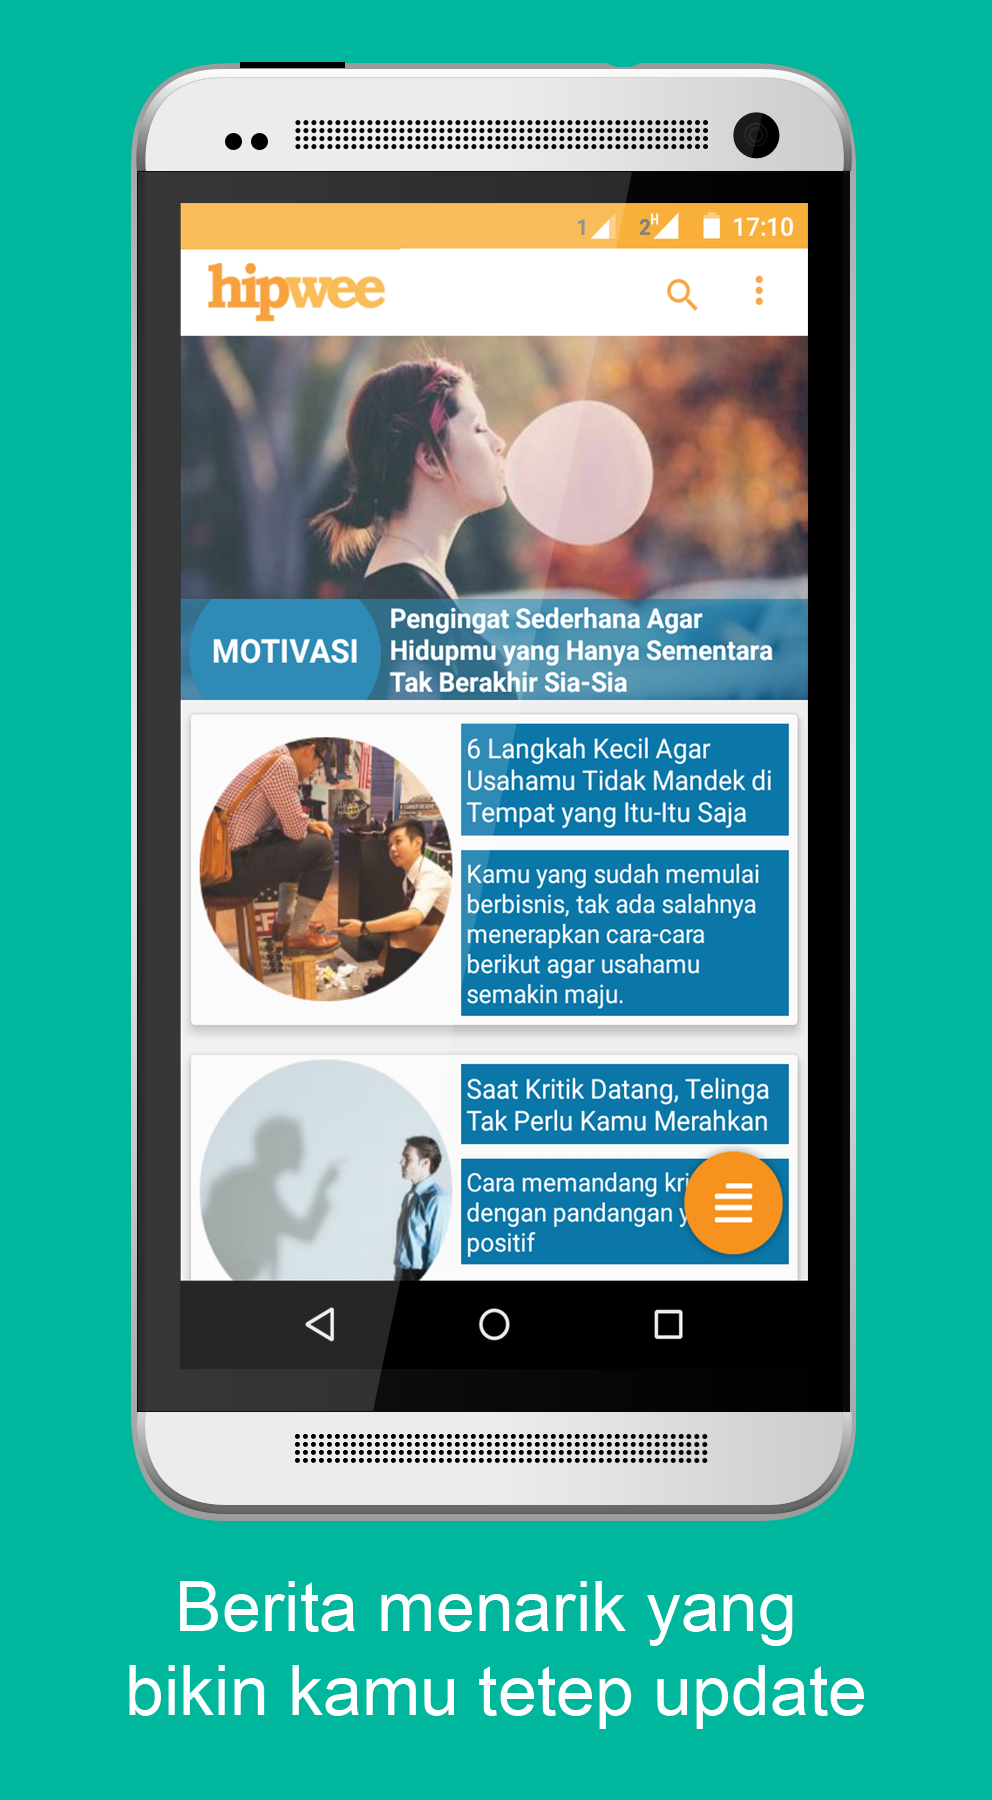 1 2 H 17:10
hipwee
MOTIVASI
Pengingat Sederhana Agar
Hidupmu yang Hanya Sementara
Tak Berakhir Sia-Sia
6 Langkah Kecil Agar
Usahamu Tidak Mandek di
Tempat yang Itu-Itu Saja
Kamu yang sudah memulai
berbisnis, tak ada salahnya
menerapkan cara-cara
berikut agar usahamu
semakin maju.
Saat Kritik Datang, Telinga
Tak Perlu Kamu Merahkan
Cara memandang kri
dengan pandangan y
positif
Berita menarik yang
bikin kamu tetep update